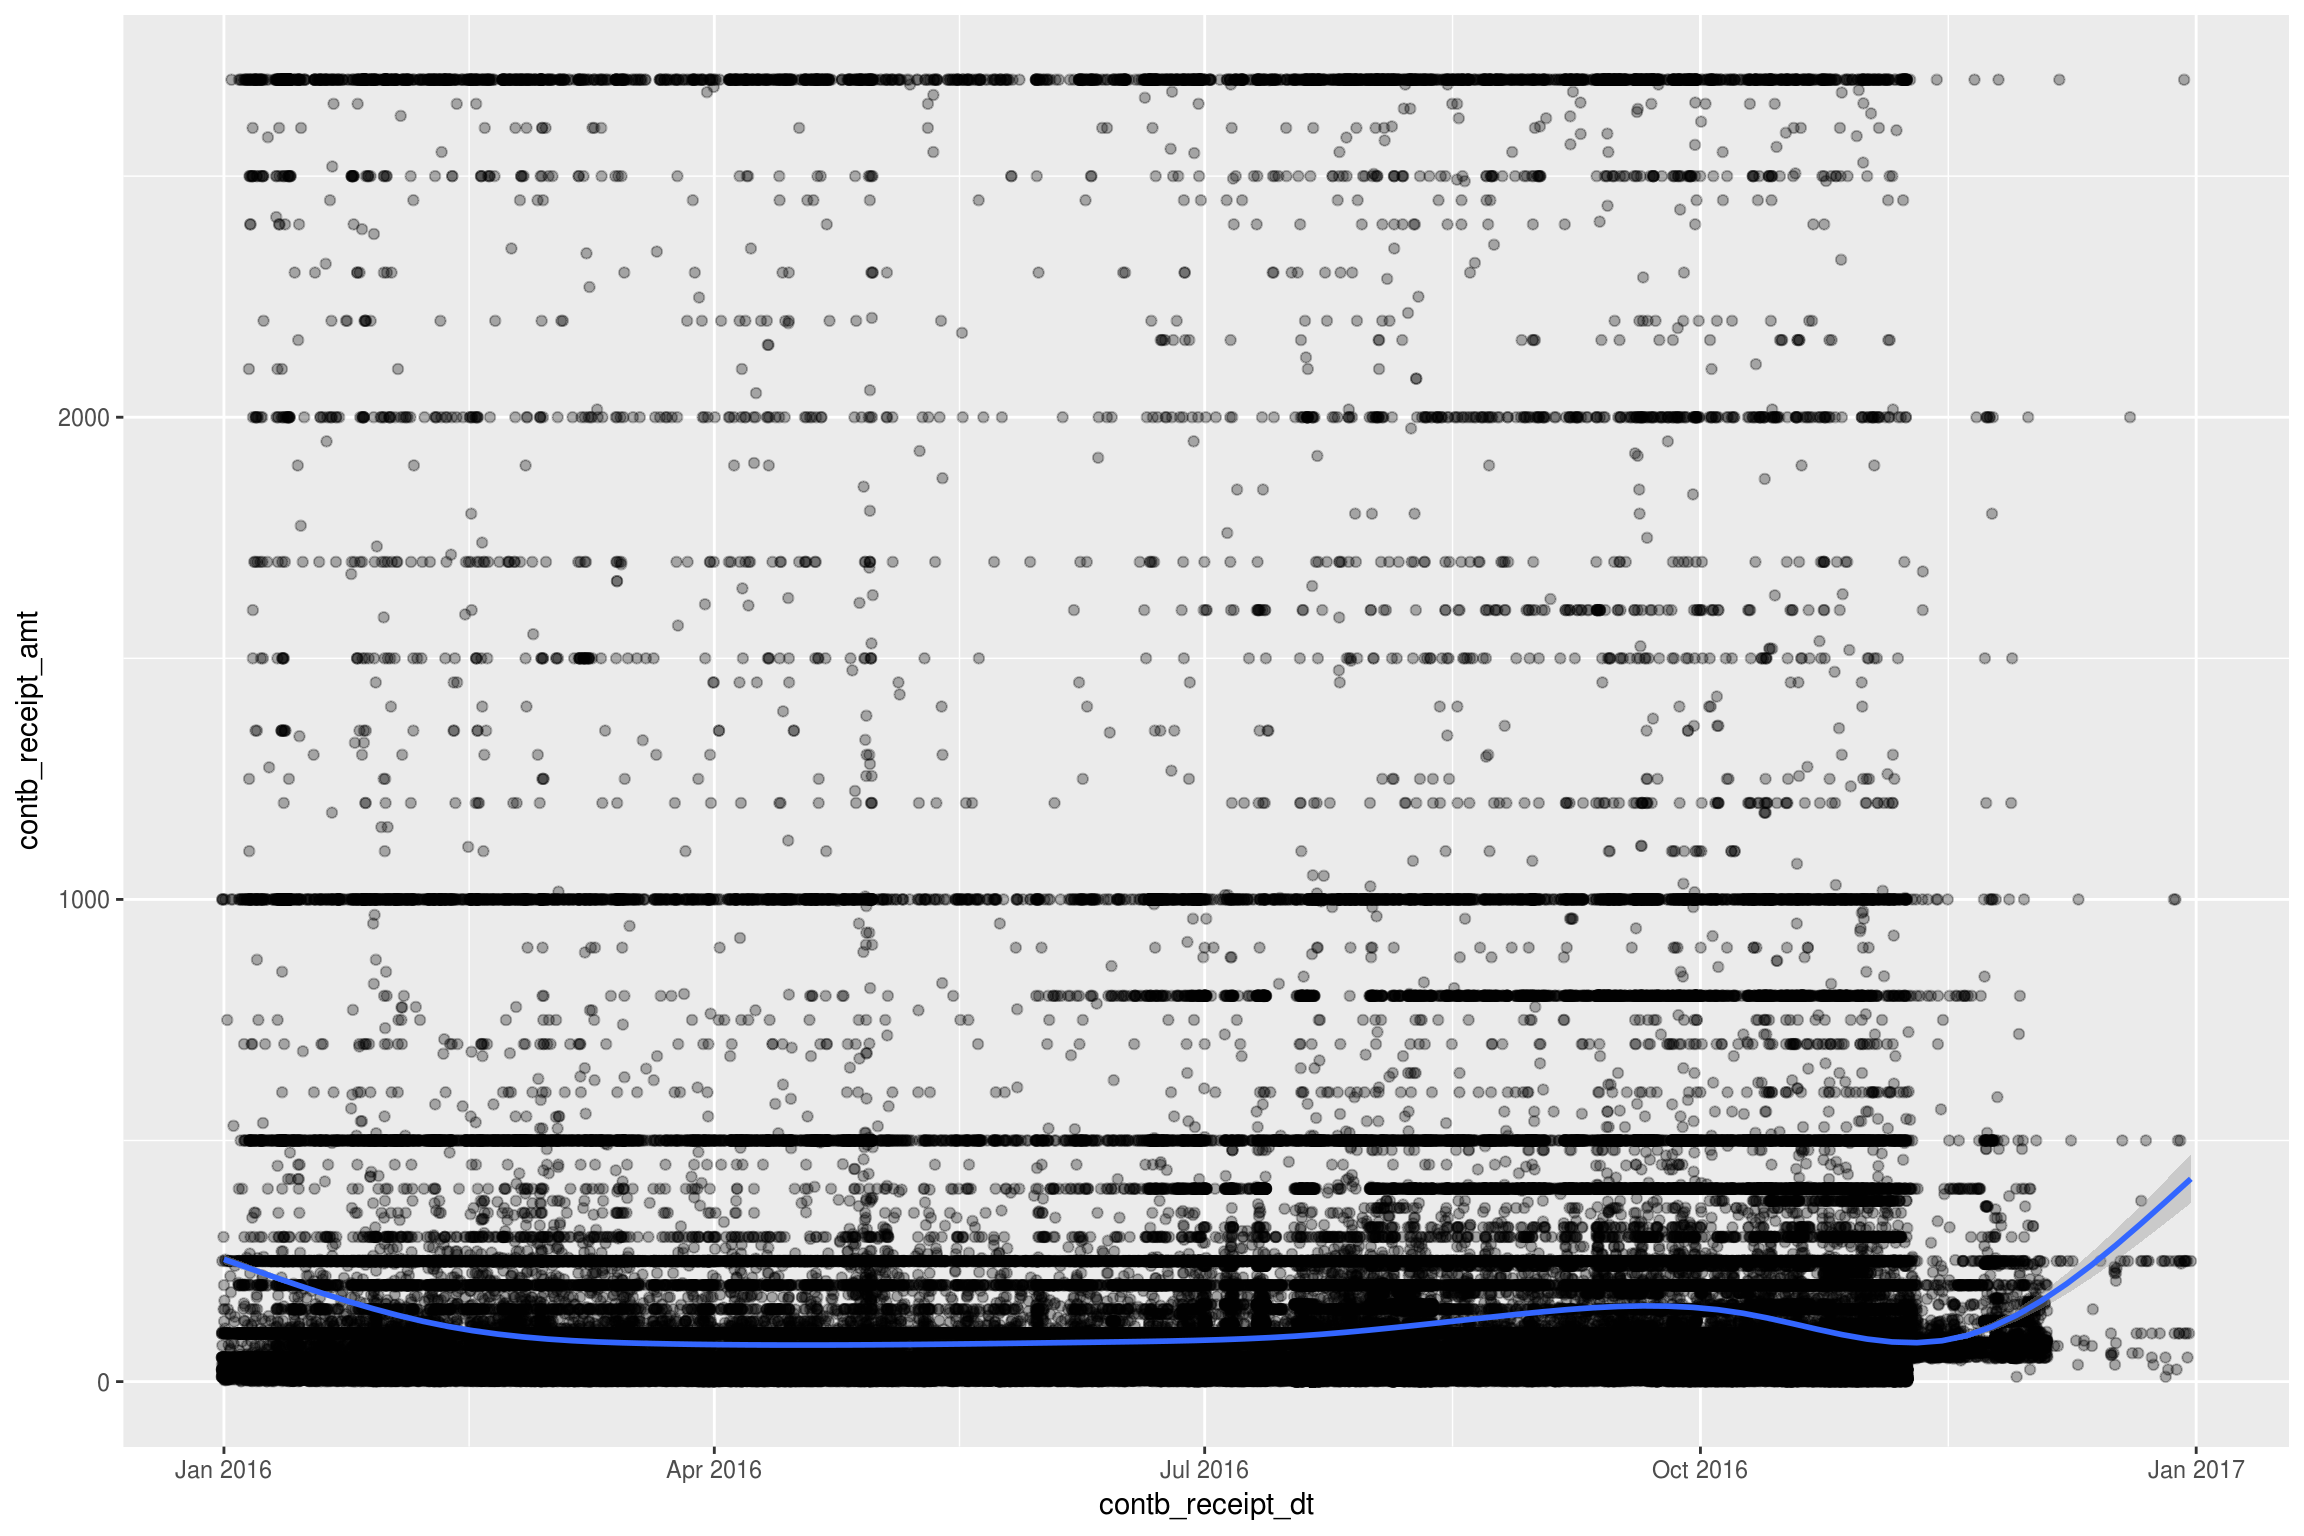 contb_receipt_amt
2000
1000
0
Jan 2016
Apr 2016
Jul 2016
Oct 2016
Jan 2017
contb_receipt_dt